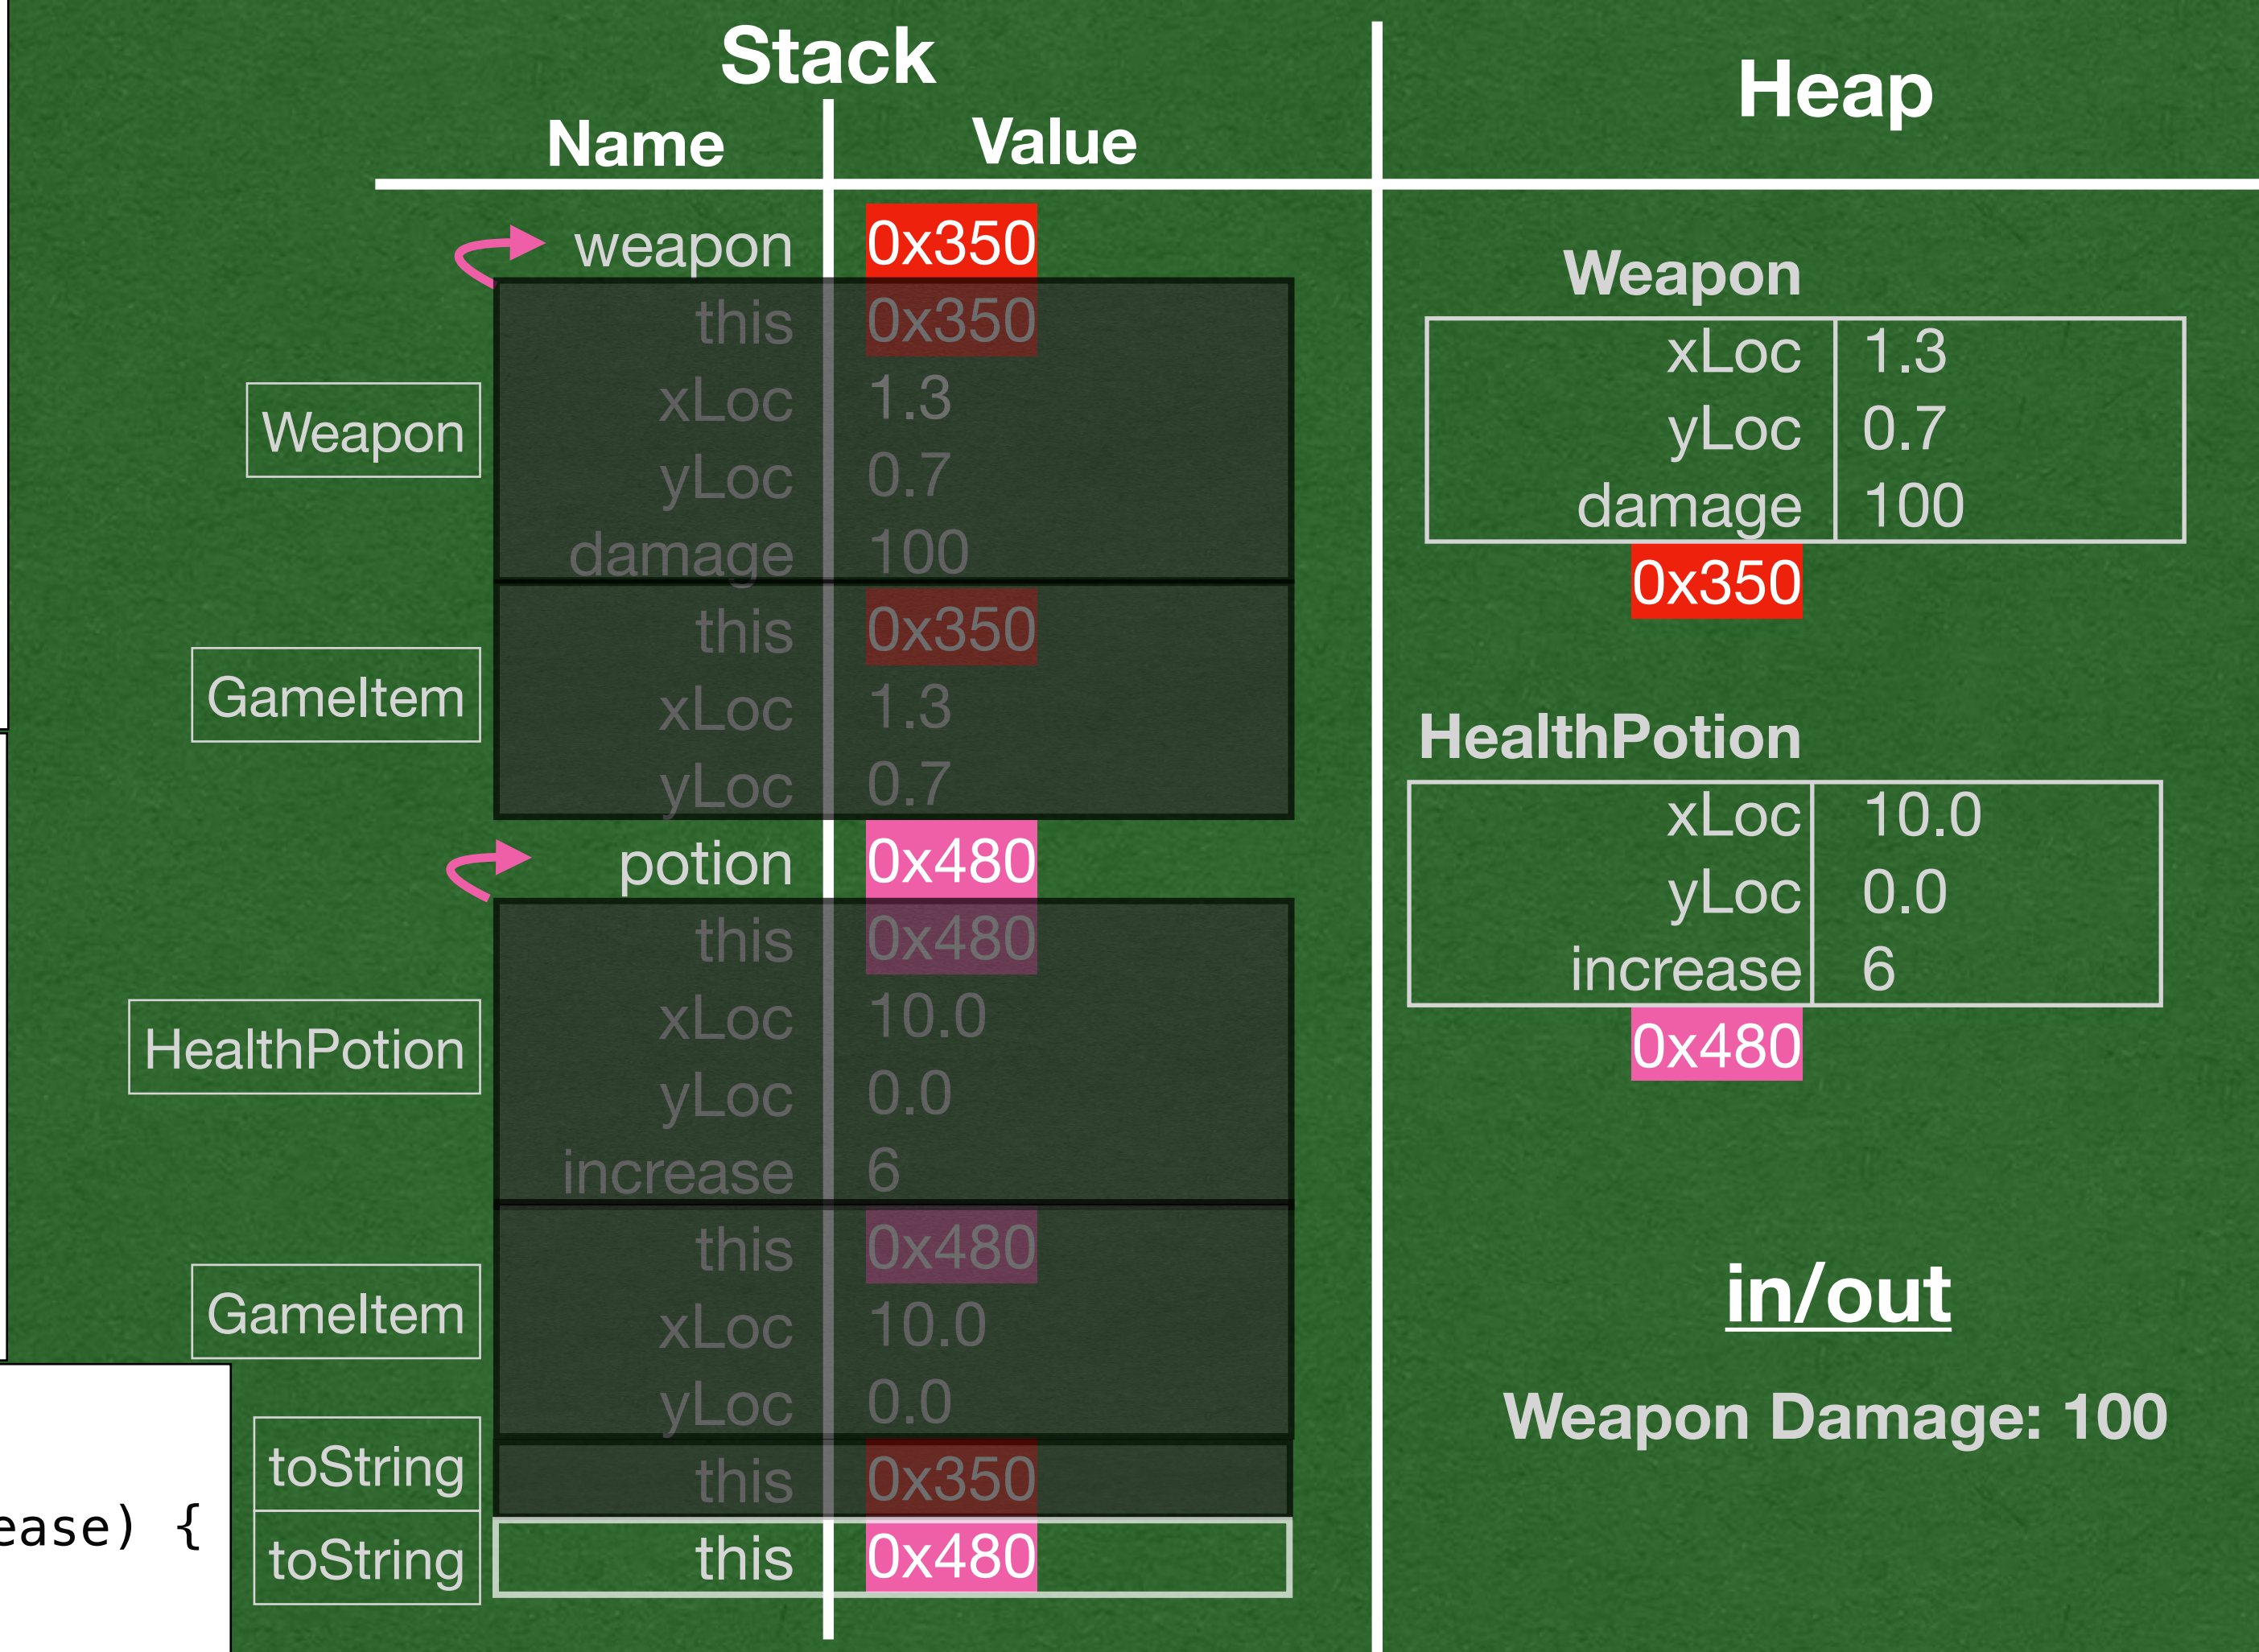 Stack
Heap
Name Value
weapon 0x350
this 0x350
xLoc 1.3
Weapon
yLoc 0.7
damage 100
this 0x350
GameItem
xLoc 1.3
yLoc 0.7
potion 0x480
this 0x480
xLoc 10.0
HealthPotion
yLoc 0.0
increase 6
this 0x480
GameItem
xLoc 10.0
yLoc 0.0
toString this 0x350
toString this 0x480
ease) {
Weapon
xLoc 1.3
yLoc 0.7
damage 100
0x350
HealthPotion
xLoc 10.0
yLoc 0.0
increase 6
0x480
in/out
Weapon Damage: 100